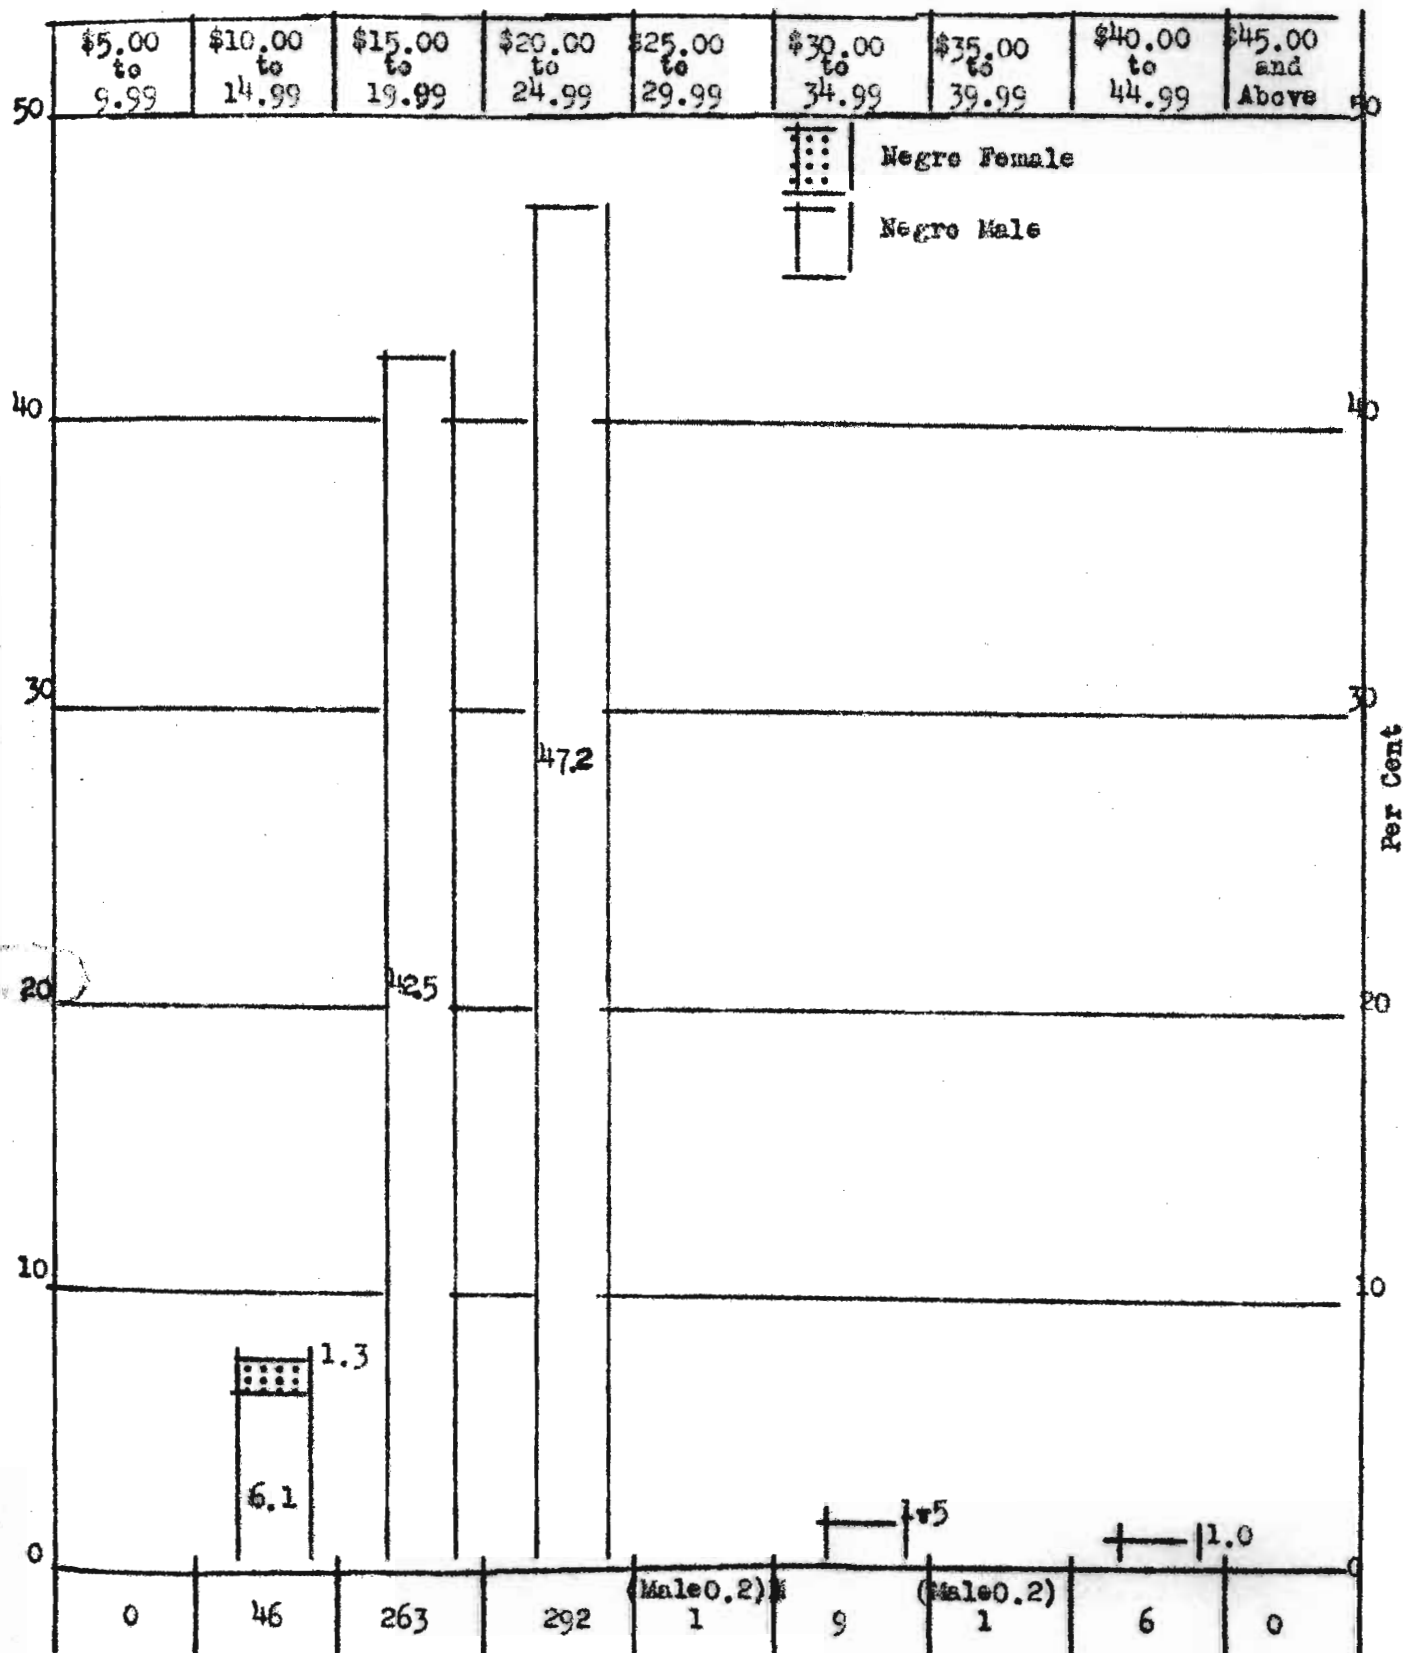 $5.00 $10.00 $15.00 $20.00 $25.00 $30.00 $35.00 $40.00 $45.00
to to to to to to to to and
9.99 14.99 19.99 24.99 29.99 34.99 39.99 44.99 Above
50 50
Negro Female
Negro Male
40 40
30 30
Per Cent
47.2
20 42.5 20
10 10
1.3
6.1
1.5
1.0
0 0
(Male0.2) (Male0.2)
0 46 263 292 1 9 1 6 0